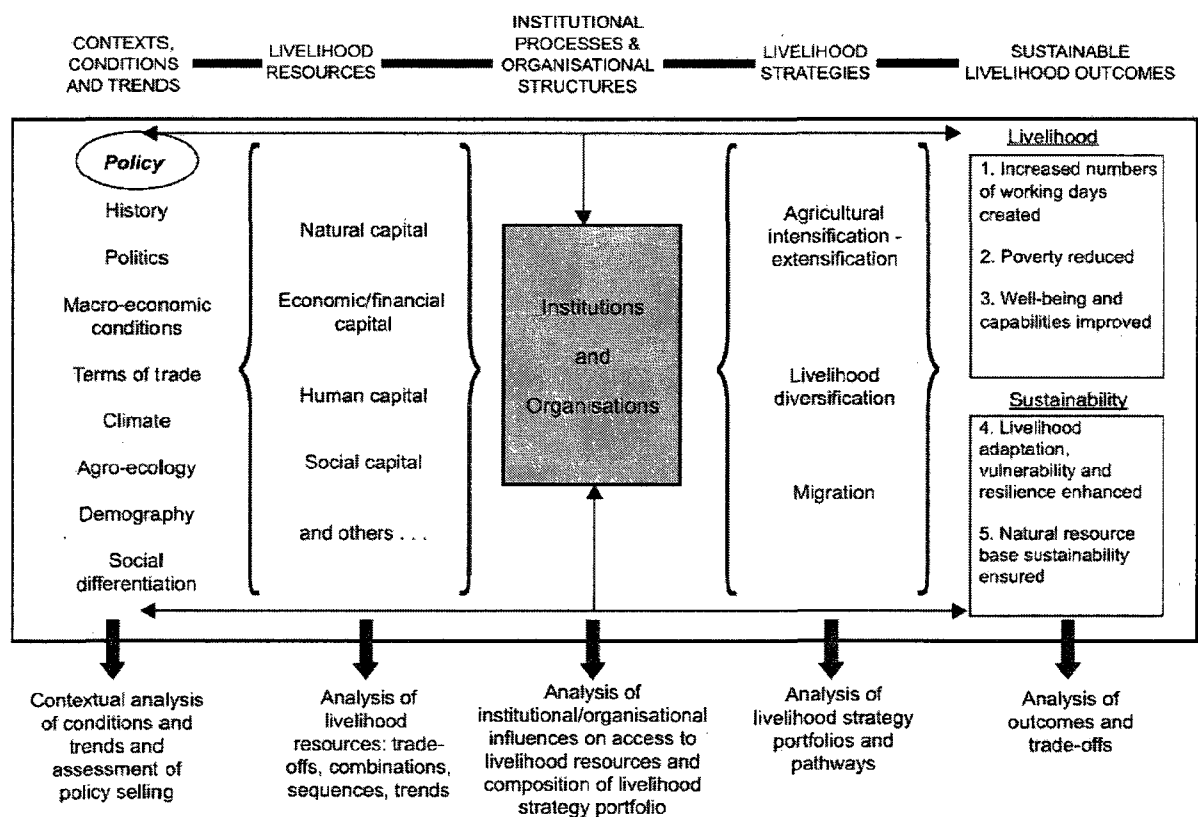 CONTEXTS,
CONDITIONS
AND TRENDS
LIVELIHOOD
RESOURCES
INSTITUTIONAL
PROCESSES &
ORGANISATIONAL
STRUCTURES
LIVELIHOOD
STRATEGIES
SUSTAINABLE
LIVELIHOOD OUTCOMES
Policy
History
Politics
Macro-economic
conditions
Terms of trade
Climate
Agro-ecology
Demography
Social
differentiation
Natural capital
Economic/financial
capital
Human capital
Social capital
and others . . .
Institutions
and
Organisations
Agricultural
intensification -
extensification
Livelihood
diversification
Migration
Livelihood
1. Increased numbers
of working days
created
2. Poverty reduced
3. Well-being and
capabilities improved
Sustainability
4. Livelihood
adaptation,
vulnerability and
resilience enhanced
5. Natural resource
base sustainability
ensured
Contextual analysis
of conditions and
trends and
assessment of
policy selling
Analysis of
livelihood
resources: trade-
offs, combinations,
sequences, trends
Analysis of
institutional/organisational
influences on access to
livelihood resources and
composition of livelihood
strategy portfolio
Analysis of
livelihood strategy
portfolios and
pathways
Analysis of
outcomes and
trade-offs